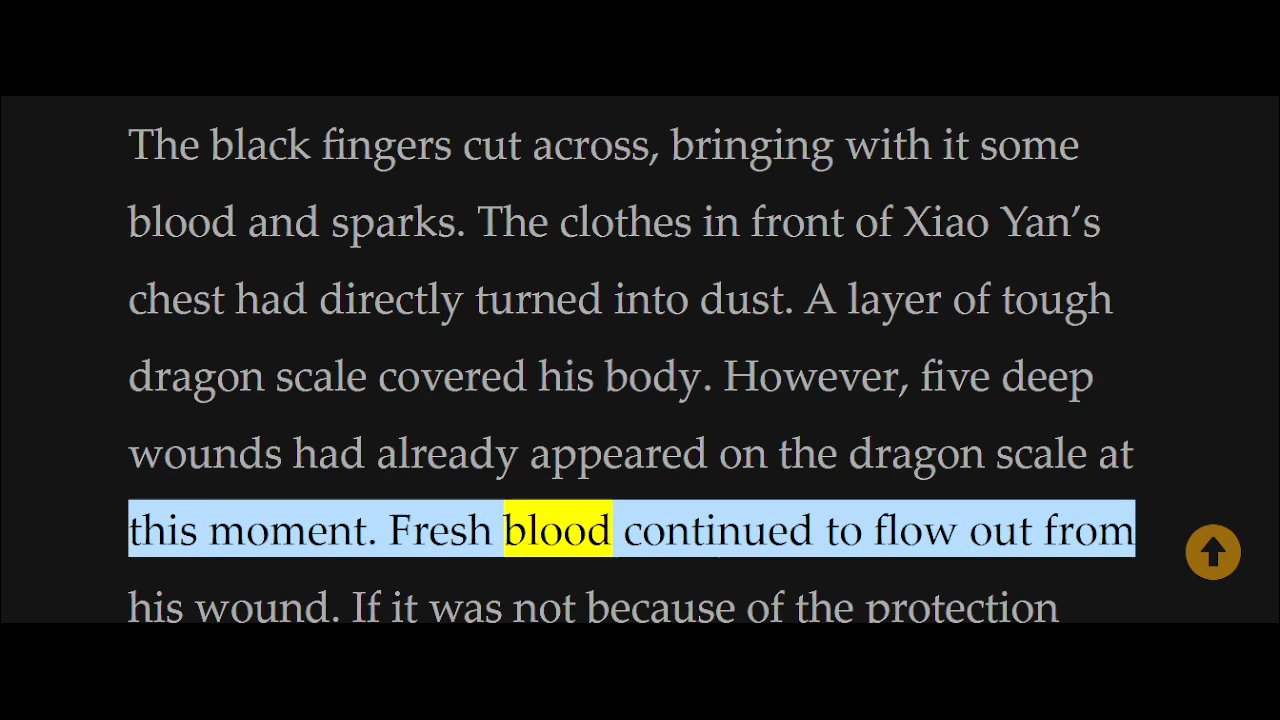 The black fingers cut across, bringing with it some
blood and sparks. The clothes in front of Xiao Yan’s
chest had directly turned into dust. A layer of tough
dragon scale covered his body. However, five deep
wounds had already appeared on the dragon scale at
this moment. Fresh blood continued to flow out from
his wound. If it was not because of the protection